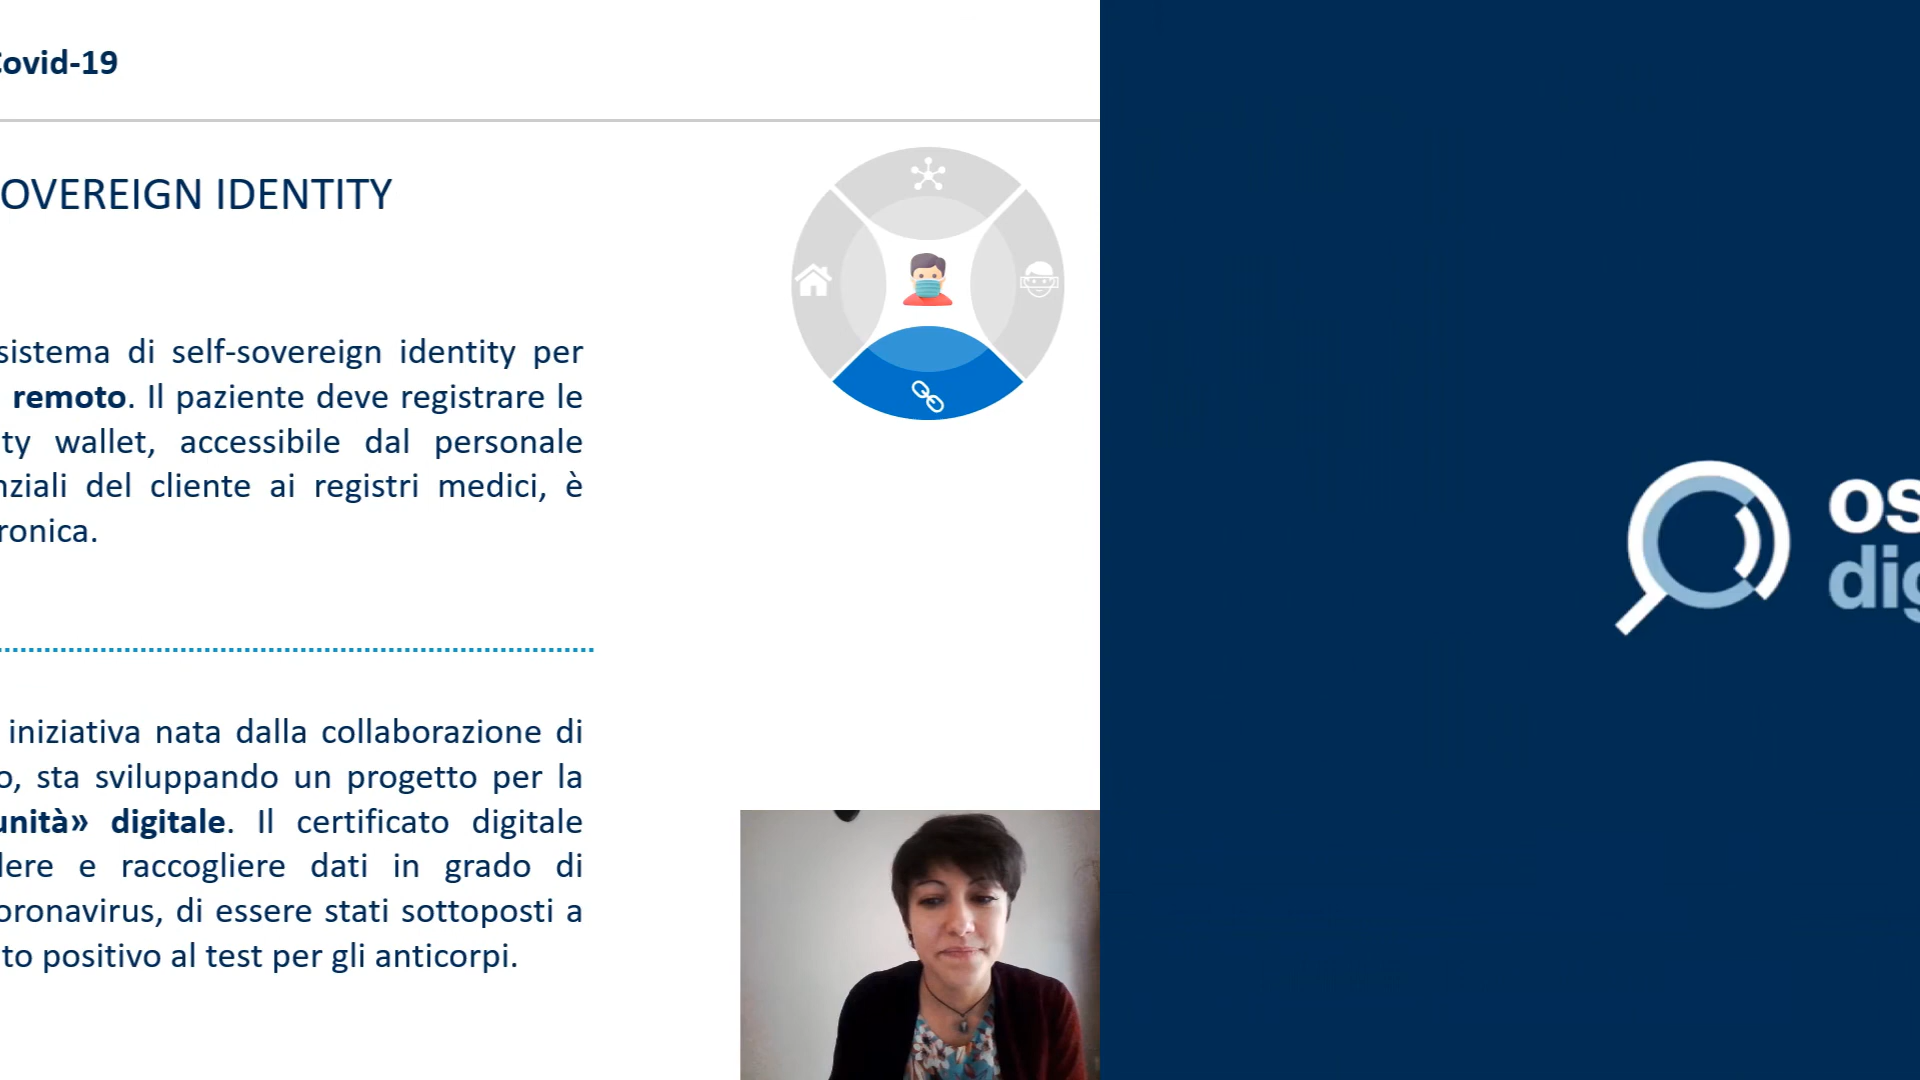 Covid-19
OVEREIGN IDENTITY
sistema di self-sovereign identity per
remoto. Il paziente deve registrare le
ty wallet, accessibile dal personale
nziali del cliente ai registri medici, è
ronica.
iniziativa nata dalla collaborazione di
o, sta sviluppando un progetto per la
unità» digitale. Il certificato digitale
dere e raccogliere dati in grado di
oronavirus, di essere stati sottoposti a
to positivo al test per gli anticorpi.
os
dig